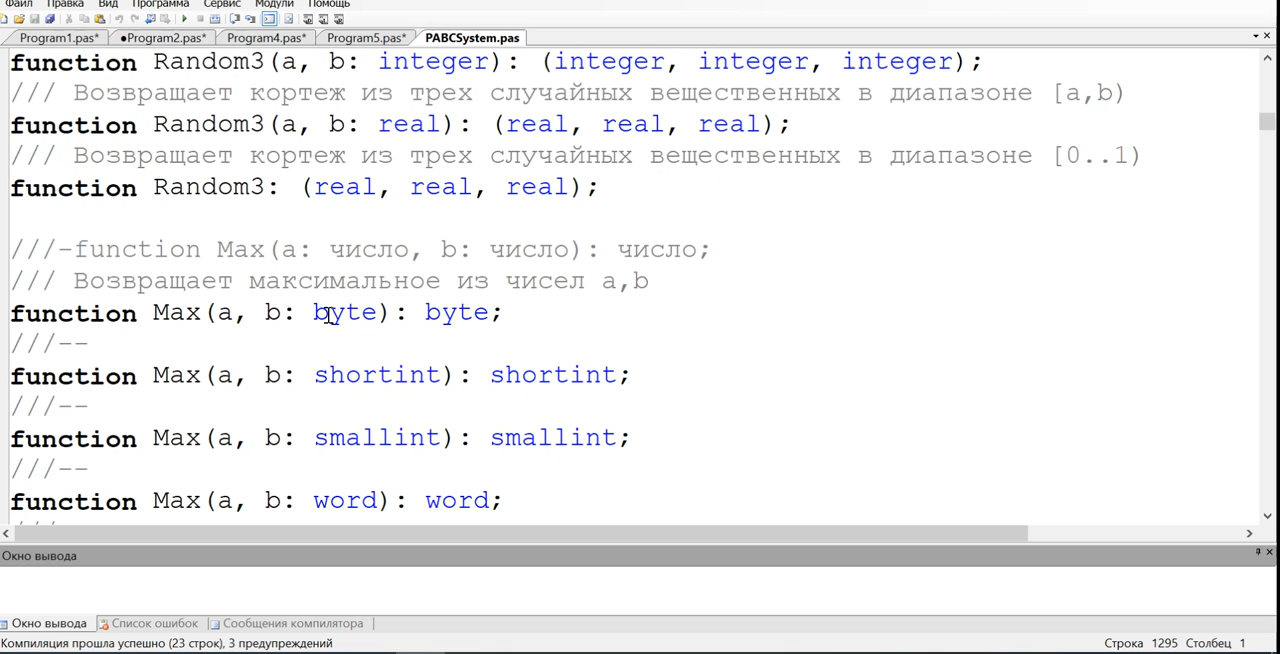 Файл Правка Вид Программа Сервис Модули Помощь
Program1.pas* •Program2.pas* Program4.pas* Program5.pas* PABCSystem.pas
function Random3(a, b: integer): (integer, integer, integer);
/// Возвращает кортеж из трех случайных вещественных в диапазоне [a,b)
function Random3(a, b: real): (real, real, real);
/// Возвращает кортеж из трех случайных вещественных в диапазоне [0..1)
function Random3: (real, real, real);
///-function Max(a: число, b: число): число;
/// Возвращает максимальное из чисел a,b
function Max(a, b: byte): byte;
///--
function Max(a, b: shortint): shortint;
///--
function Max(a, b: smallint): smallint;
///--
function Max(a, b: word): word;
Окно вывода
Окно вывода Список ошибок Сообщения компилятора
Компиляция прошла успешно (23 строк), 3 предупреждений Строка 1295 Столбец 1